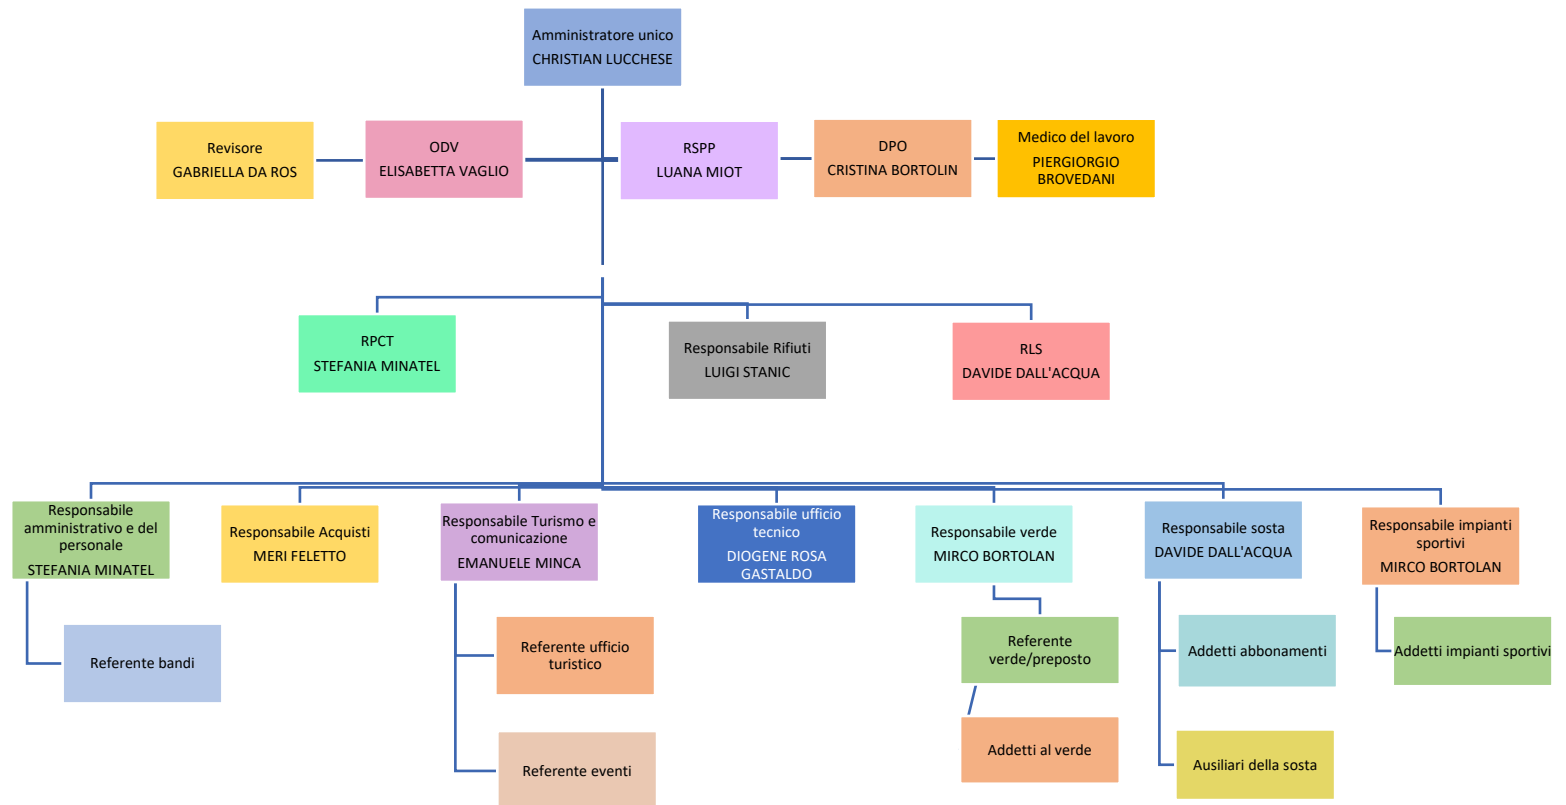 Amministratore unico
CHRISTIAN LUCCHESE
Revisore
GABRIELLA DA ROS
ODV
ELISABETTA VAGLIO
RSPP
LUANA MIOT
DPO
CRISTINA BORTOLIN
Medico del lavoro
PIERGIORGIO
BROVEDANI
RPCT
STEFANIA MINATEL
Responsabile Rifiuti
LUIGI STANIC
RLS
DAVIDE DALL'ACQUA
Responsabile
amministrativo e del
personale
STEFANIA MINATEL
Responsabile Acquisti
MERI FELETTO
Responsabile Turismo e
comunicazione
EMANUELE MINCA
Responsabile ufficio
tecnico
DIOGENE ROSA
GASTALDO
Responsabile verde
MIRCO BORTOLAN
Responsabile sosta
DAVIDE DALL'ACQUA
Responsabile impianti
sportivi
MIRCO BORTOLAN
Referente bandi
Referente ufficio
turistico
Referente eventi
Referente
verde/preposto
Addetti al verde
Addetti abbonamenti
Ausiliari della sosta
Addetti impianti sportivi